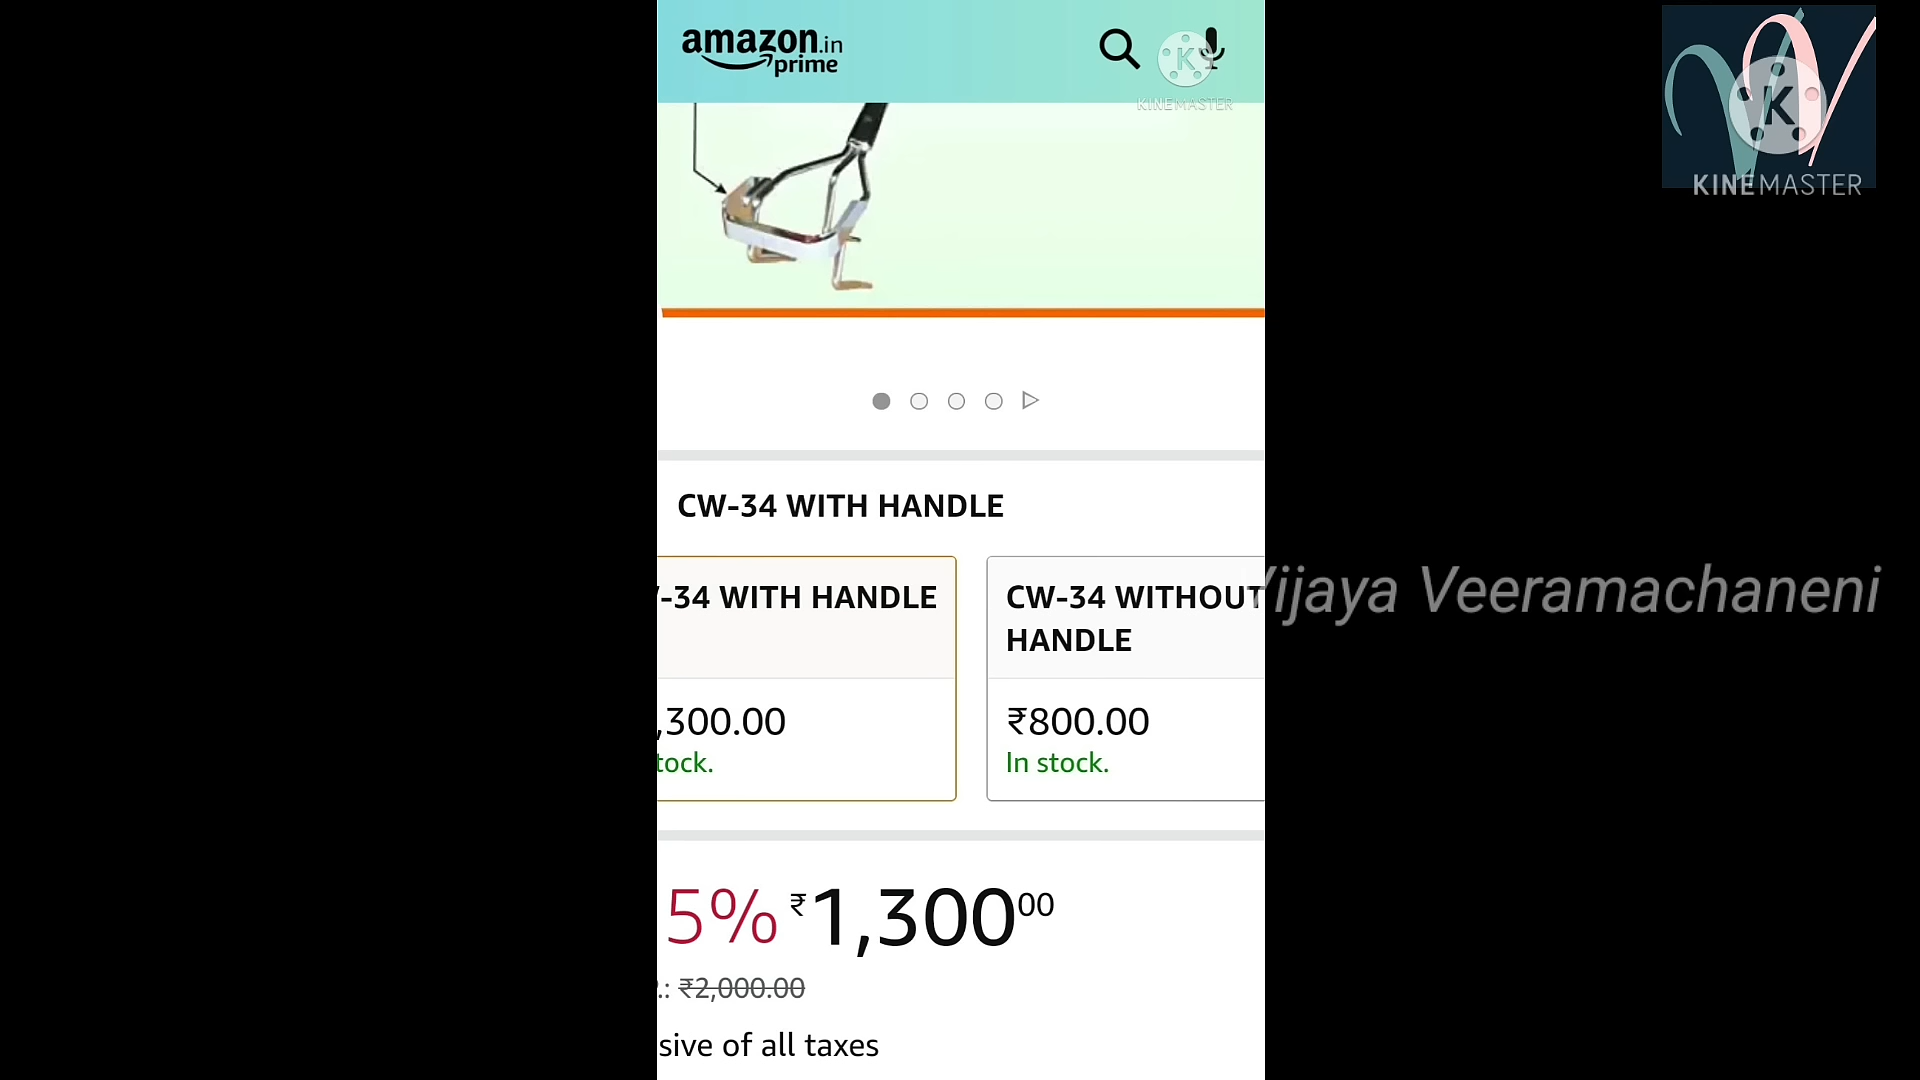 amazon.in
prime
KINEMASTER
K
KINEMASTER
CW-34 WITH HANDLE
-34 WITH HANDLE
CW-34 WITHOUT
HANDLE
,300.00
₹800.00
tock.
In stock.
Vijaya Veeramachaneni
5% ₹1,30000
.: ₹2,000.00
sive of all taxes